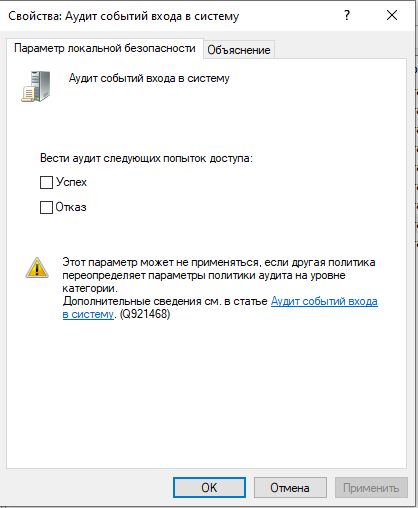 Свойства: Аудит событий входа в систему
Параметр локальной безопасности
Объяснение
Аудит событий входа в систему
Вести аудит следующих попыток доступа:
Успех
Отказ
Этот параметр может не применяться, если другая политика
переопределяет параметры политики аудита на уровне
категории.
Дополнительные сведения см. в статье Аудит событий входа
в систему. (Q921468)
OK
Отмена
Применить